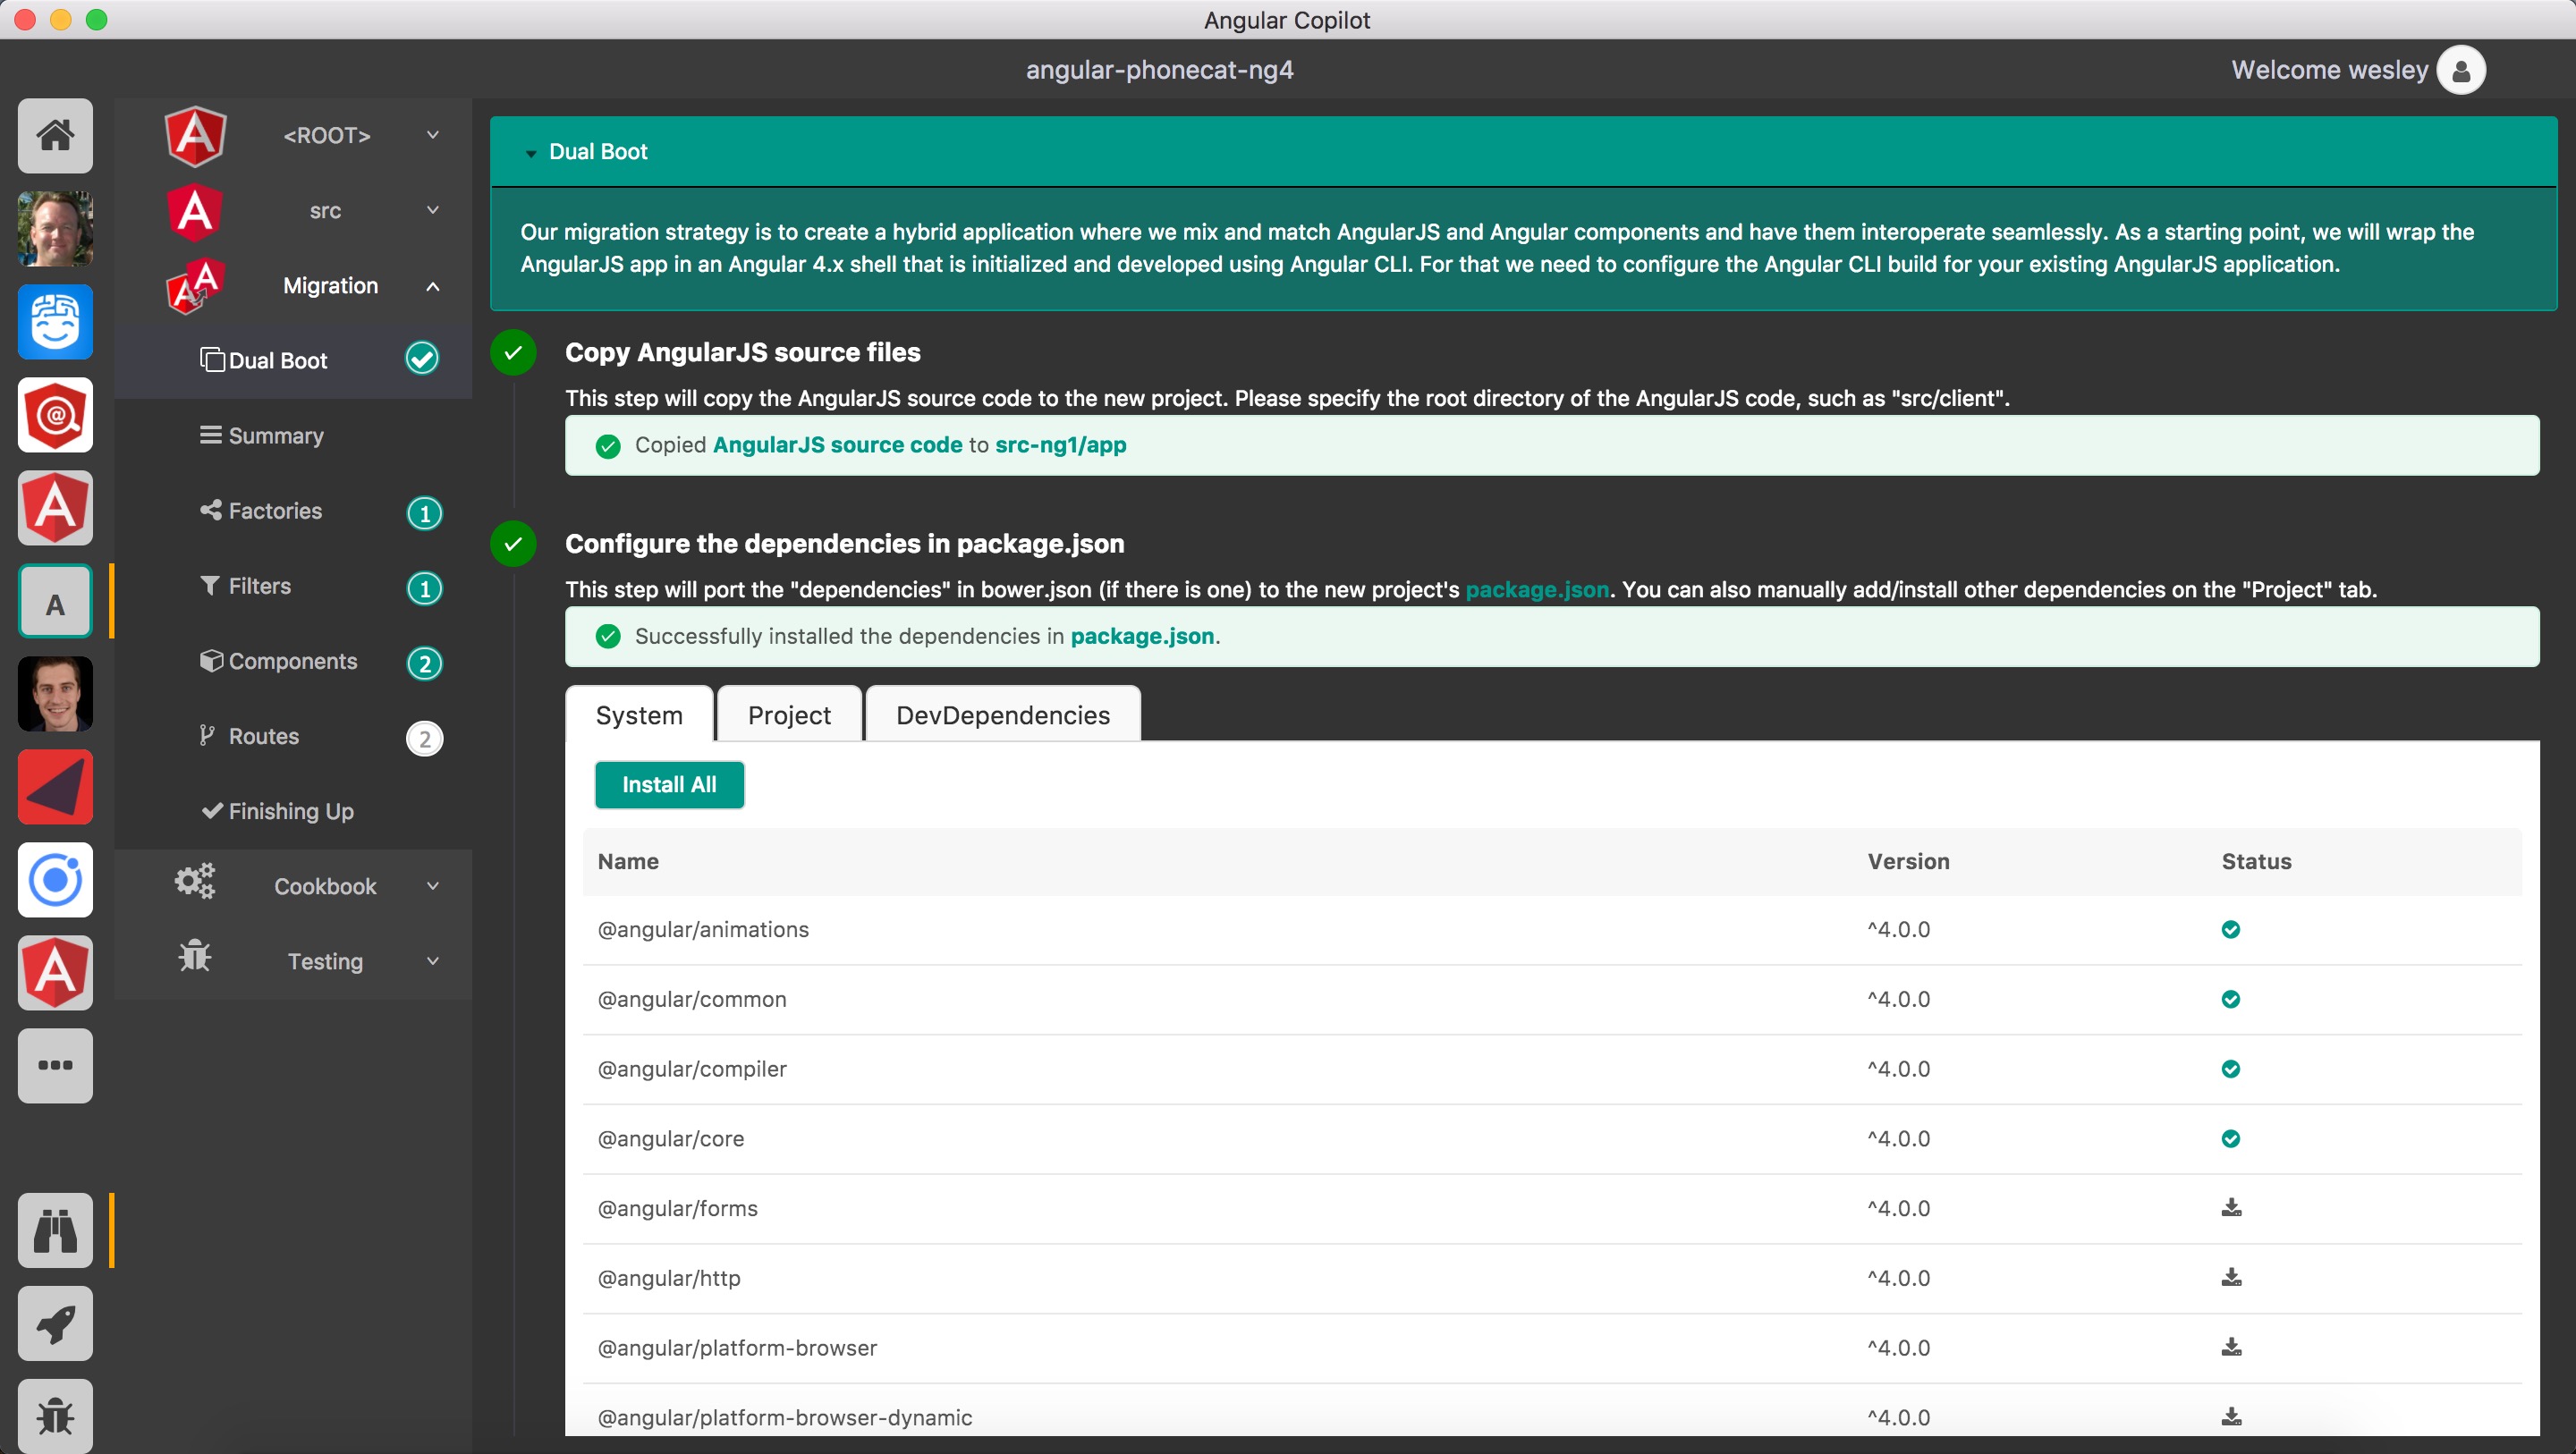 Angular Copilot
angular-phonecat-ng4
Welcome wesley
<ROOT>
src
Migration
Dual Boot
Summary
Factories 1
Filters 1
Components 2
Routes 2
Finishing Up
Cookbook
Testing
A
Dual Boot
Our migration strategy is to create a hybrid application where we mix and match AngularJS and Angular components and have them interoperate seamlessly. As a starting point, we will wrap the
AngularJS app in an Angular 4.x shell that is initialized and developed using Angular CLI. For that we need to configure the Angular CLI build for your existing AngularJS application.
Copy AngularJS source files
This step will copy the AngularJS source code to the new project. Please specify the root directory of the AngularJS code, such as "src/client".
Copied AngularJS source code to src-ng1/app
Configure the dependencies in package.json
This step will port the "dependencies" in bower.json (if there is one) to the new project's package.json. You can also manually add/install other dependencies on the "Project" tab.
Successfully installed the dependencies in package.json.
System Project DevDependencies
Install All
Name Version Status
@angular/animations ^4.0.0
@angular/common ^4.0.0
@angular/compiler ^4.0.0
@angular/core ^4.0.0
@angular/forms ^4.0.0
@angular/http ^4.0.0
@angular/platform-browser ^4.0.0
@angular/platform-browser-dynamic ^4.0.0